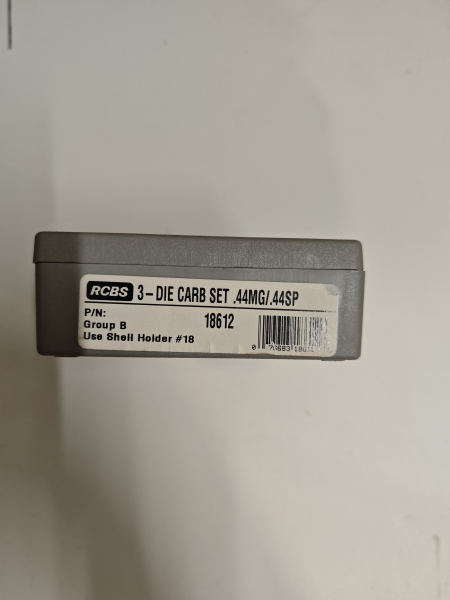 RCBS 3-DIE CARB SET .44MG/.44SP
P/N: 18612
Group B
Use Shell Holder #18